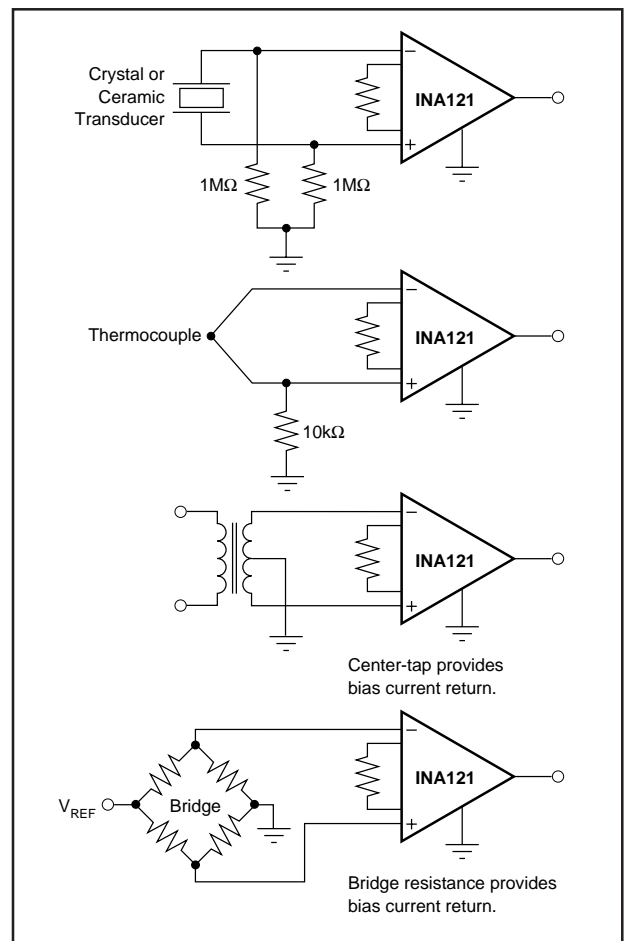 Crystal or
Ceramic
Transducer
−
INA121
+
1MΩ
1MΩ
−
Thermocouple
INA121
+
10kΩ
−
INA121
+
Center-tap provides
bias current return.
−
INA121
VREF
Bridge
+
Bridge resistance provides
bias current return.